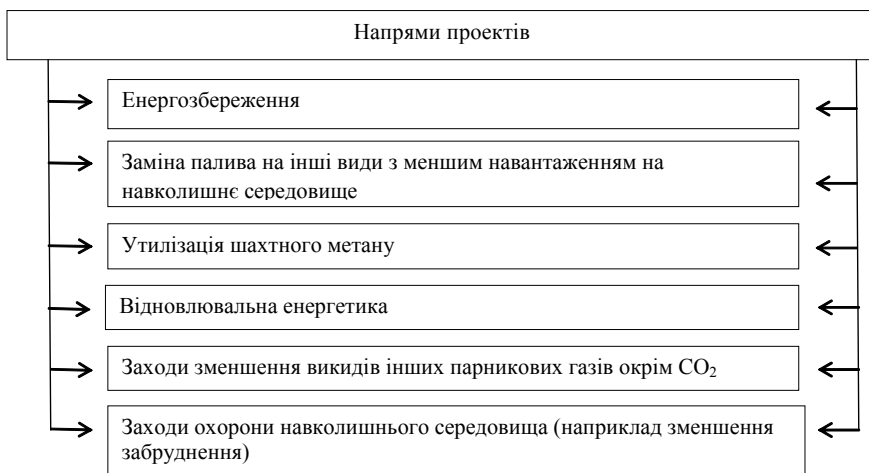 Напрями проектів
Енергозбереження
Заміна палива на інші види з меншим навантаженням на
навколишнє середовище
Утилізація шахтного метану
Відновлювальна енергетика
Заходи зменшення викидів інших парникових газів окрім CO₂
Заходи охорони навколишнього середовища (наприклад зменшення
забруднення)